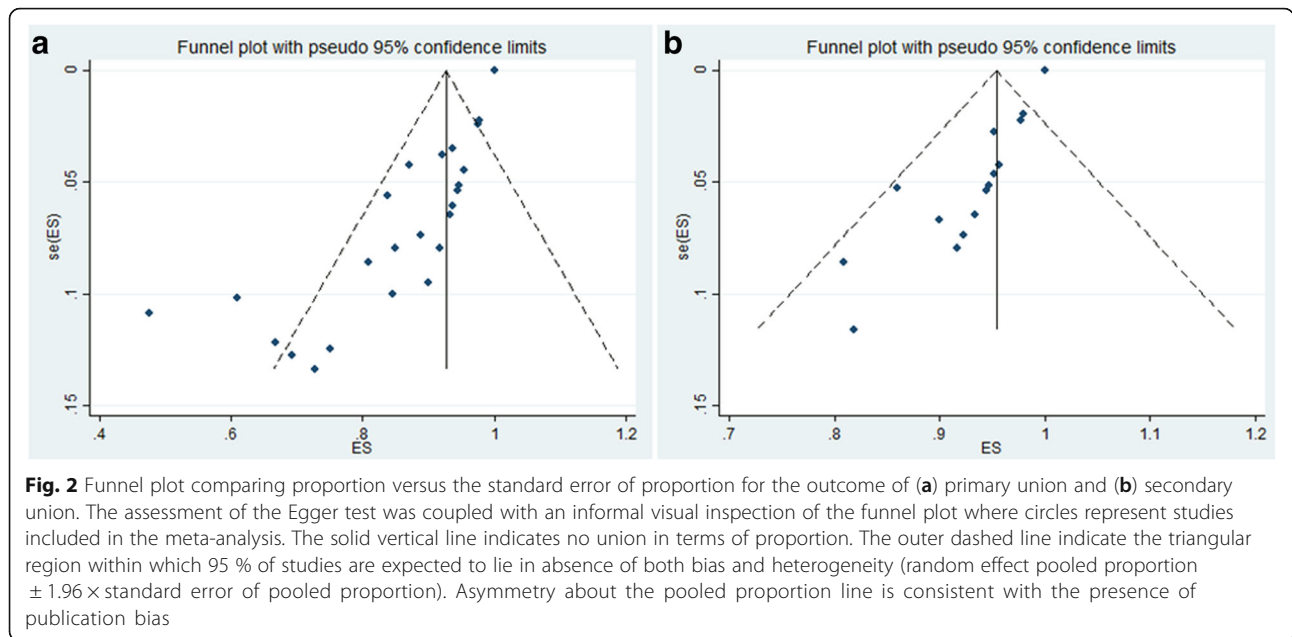 a
Funnel plot with pseudo 95% confidence limits
0
.05
.1
.15
se(ES)
.4
.6
.8
1
1.2
ES
b
Funnel plot with pseudo 95% confidence limits
0
.05
.1
.15
se(ES)
.7
.8
.9
1
1.1
1.2
ES
Fig. 2 Funnel plot comparing proportion versus the standard error of proportion for the outcome of (a) primary union and (b) secondary
union. The assessment of the Egger test was coupled with an informal visual inspection of the funnel plot where circles represent studies
included in the meta-analysis. The solid vertical line indicates no union in terms of proportion. The outer dashed line indicate the triangular
region within which 95 % of studies are expected to lie in absence of both bias and heterogeneity (random effect pooled proportion
± 1.96 × standard error of pooled proportion). Asymmetry about the pooled proportion line is consistent with the presence of
publication bias